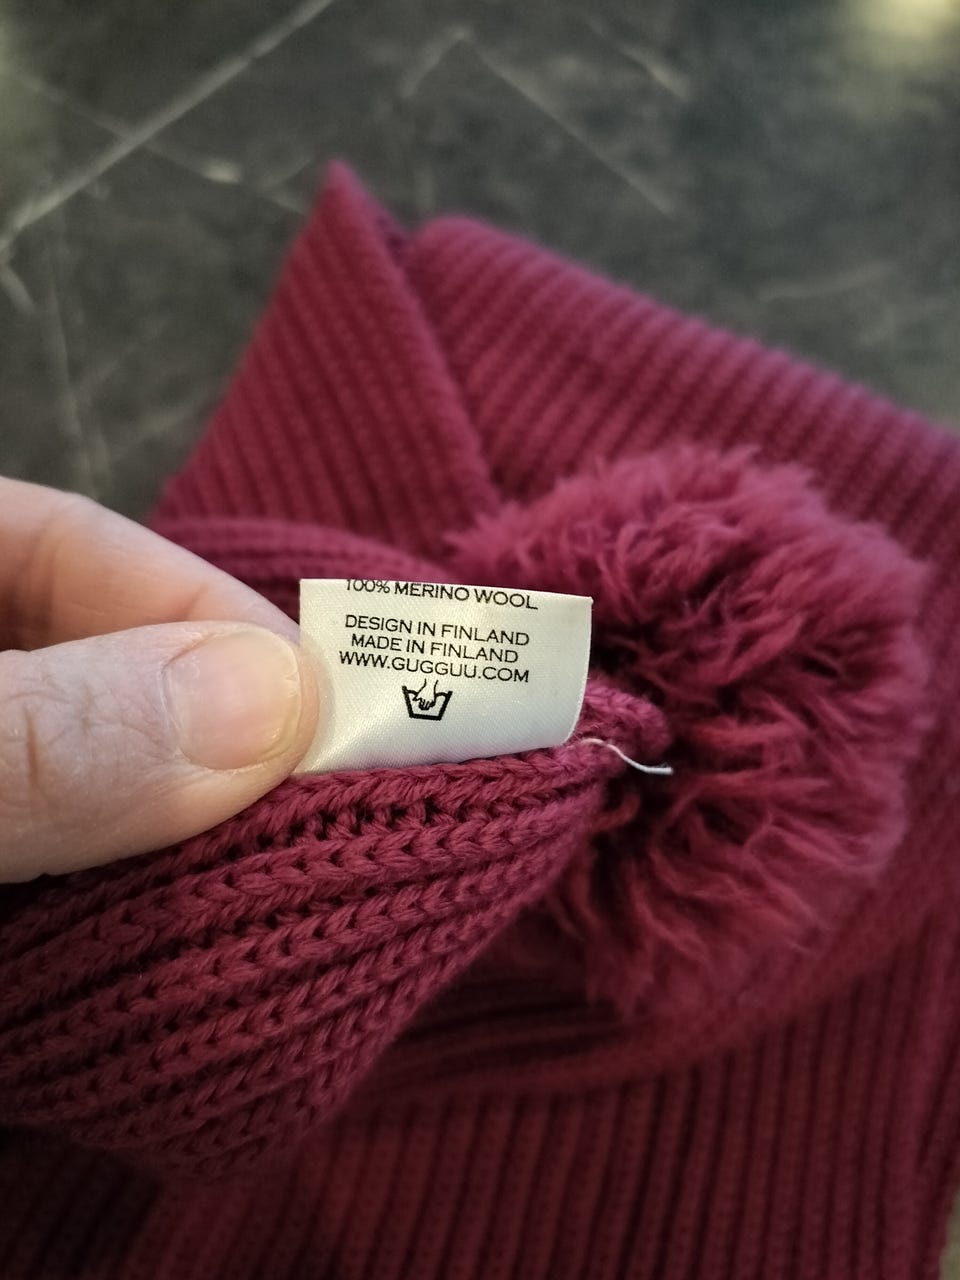 100% MERINO WOOL
DESIGN IN FINLAND
MADE IN FINLAND
WWW.GUGGUU.COM